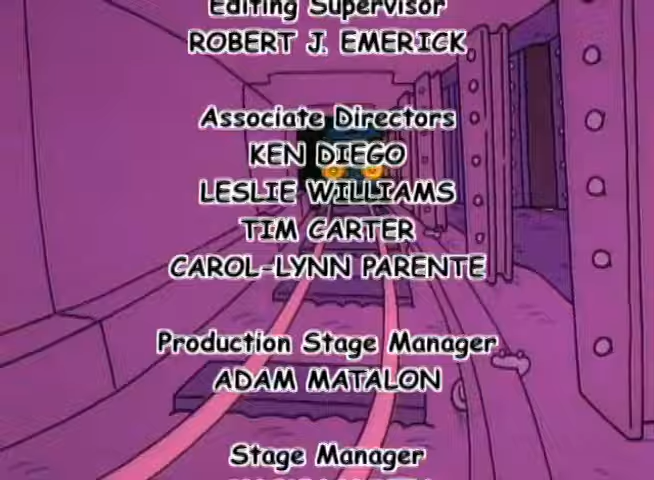 Editing Supervisor
ROBERT J. EMERICK
Associate Directors
KEN DIEGO
LESLIE WILLIAMS
TIM CARTER
CAROL-LYNN PARENTE
Production Stage Manager
ADAM MATALON
Stage Manager